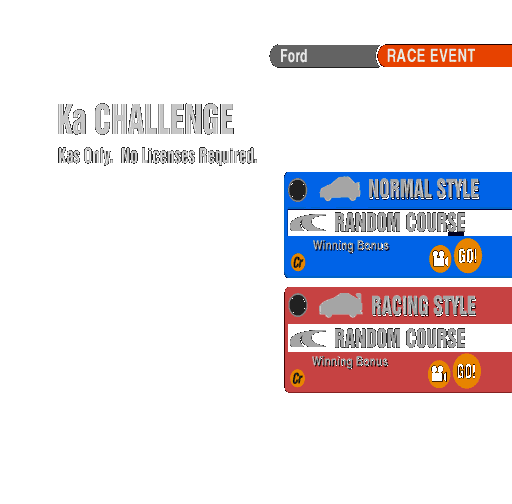 Ford
RACE EVENT
Ka CHALLENGE
Kas Only. No Licenses Required.
NORMAL STYLE
RANDOM COURSE
Winning Bonus
Cr
GO!
RACING STYLE
RANDOM COURSE
Winning Bonus
Cr
GO!